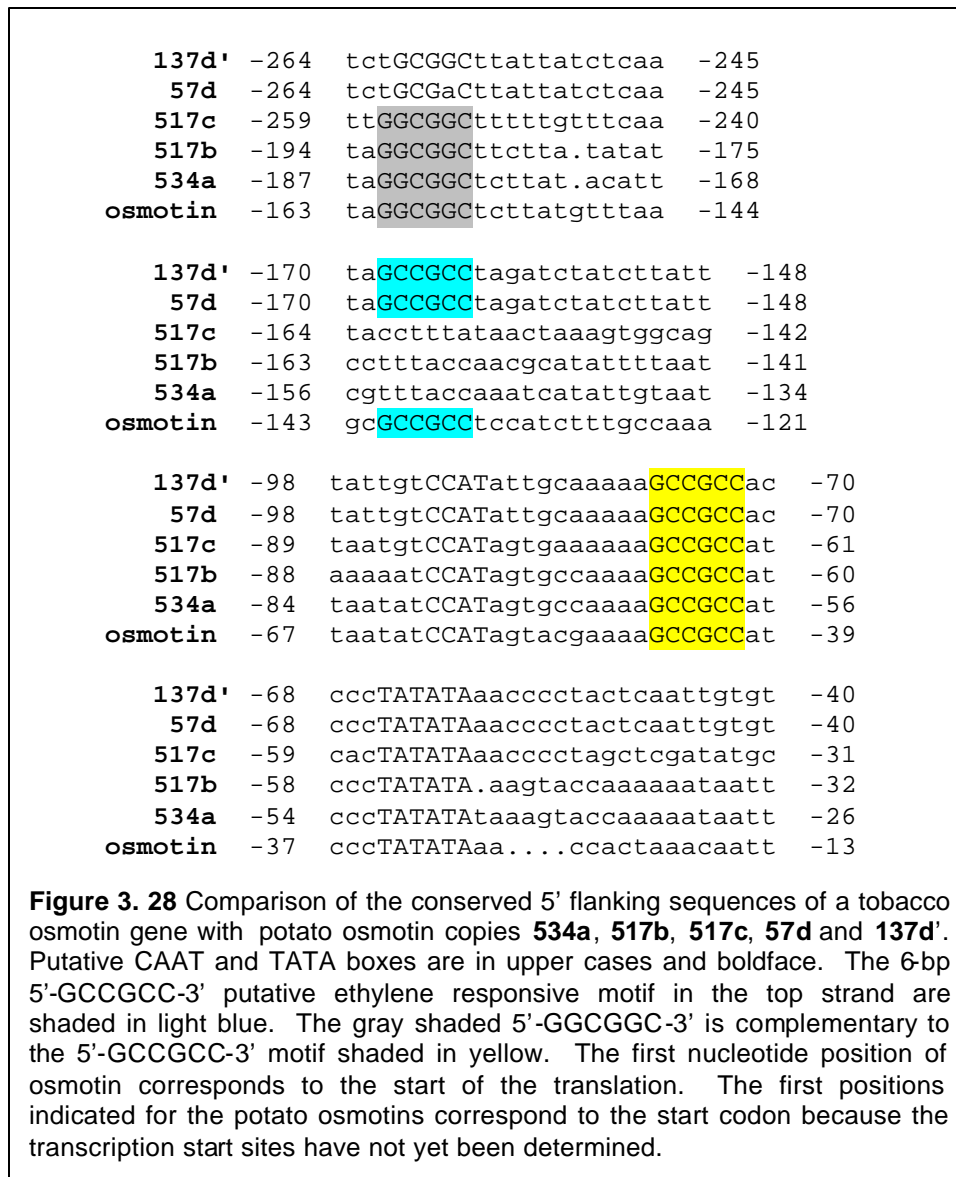 137d' -264 tctGCGGCttattatctcaa -245
57d -264 tctGCGaCttattatctcaa -245
517c -259 ttGGCGGCtttttgtttcaa -240
517b -194 taGGCGGCttctta.tatat -175
534a -187 taGGCGGCtcttat.acatt -168
osmotin -163 taGGCGGCtcttatgtttaa -144
137d' -170 taGCCGCCtagatctatcttatt -148
57d -170 taGCCGCCtagatctatcttatt -148
517c -164 tacctttataactaaagtggcag -142
517b -163 cctttaccaacgcatattttaat -141
534a -156 cgtttaccaaatcatattgtaat -134
osmotin -143 gcGCCGCCtccatctttgccaaa -121
137d' -98 tattgtCCATattgcaaaaaGCCGCCac -70
57d -98 tattgtCCATattgcaaaaaGCCGCCac -70
517c -89 taatgtCCATagtgaaaaaaGCCGCCat -61
517b -88 aaaaatCCATagtgccaaaaGCCGCCat -60
534a -84 taatatCCATagtgccaaaaGCCGCCat -56
osmotin -67 taatatCCATagtacgaaaaGCCGCCat -39
137d' -68 cccTATATAaacccctactcaattgtgt -40
57d -68 cccTATATAaacccctactcaattgtgt -40
517c -59 cacTATATAaacccctagctcgatatgc -31
517b -58 cccTATATA.aagtaccaaaaataatt -32
534a -54 cccTATATAtaaagtaccaaaaataatt -26
osmotin -37 cccTATATAaa....ccactaaacaatt -13
Figure 3. 28 Comparison of the conserved 5’ flanking sequences of a tobacco
osmotin gene with potato osmotin copies 534a, 517b, 517c, 57d and 137d’.
Putative CAAT and TATA boxes are in upper cases and boldface. The 6-bp
5’-GCCGCC-3’ putative ethylene responsive motif in the top strand are
shaded in light blue. The gray shaded 5’-GGCGGC-3’ is complementary to
the 5’-GCCGCC-3’ motif shaded in yellow. The first nucleotide position of
osmotin corresponds to the start of the translation. The first positions
indicated for the potato osmotins correspond to the start codon because the
transcription start sites have not yet been determined.